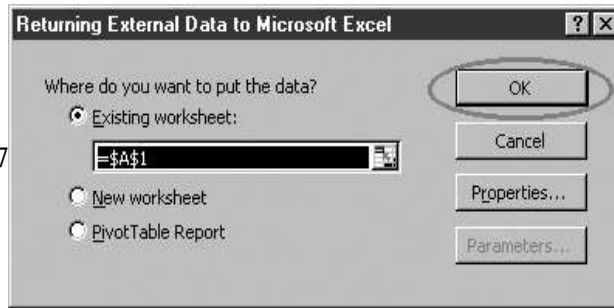 Returning External Data to Microsoft Excel ? X
Where do you want to put the data?
Existing worksheet:
=$A$1
New worksheet
PivotTable Report
OK
Cancel
Properties...
Parameters...
7